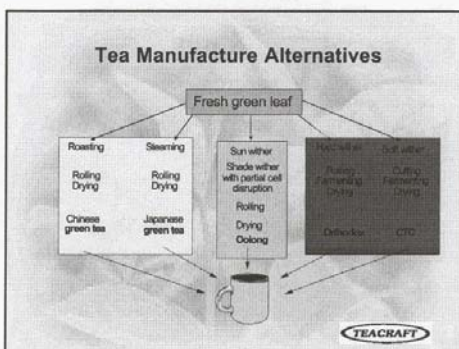 Tea Manufacture Alternatives
Fresh green leaf
Roasting
Rolling
Drying
Chinese
green tea
Steaming
Rolling
Drying
Japanese
green tea
Sun wither
Shade wither
with partial cell
disruption
Rolling
Drying
Oolong
Hard wither
Rolling
Fermenting
Drying
Orthodox
Soft wither
Cutting
Fermenting
Drying
CTC
TEACRAFT